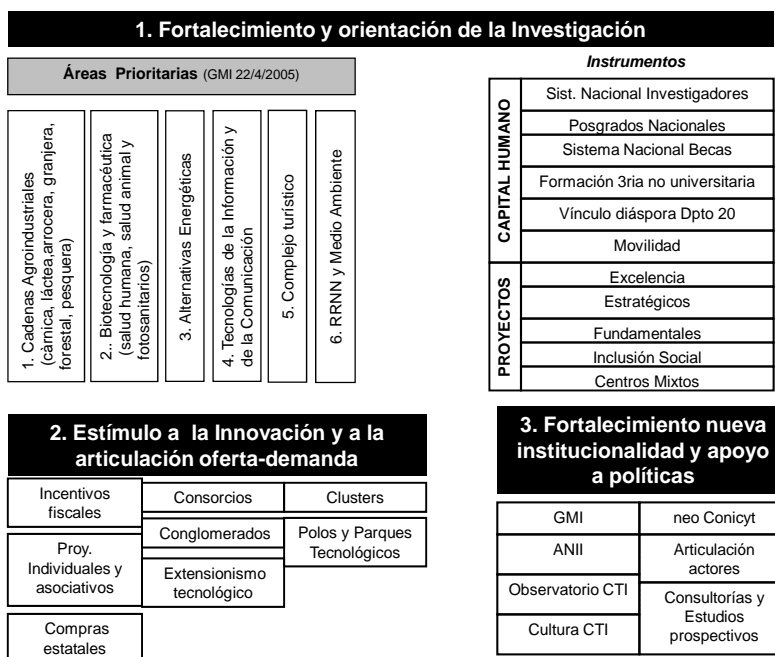 1. Fortalecimiento y orientación de la Investigación
Áreas Prioritarias (GMI 22/4/2005)
1. Cadenas Agroindustriales
(càrnica, láctea,arrocera, granjera,
forestal, pesquera)
2.. Biotecnología y farmacéutica
(salud humana, salud animal y
fotosanitarios)
3. Alternativas Energéticas
4. Tecnologías de la Información y
de la Comunicación
5. Complejo turístico
6. RRNN y Medio Ambiente
Instrumentos
CAPITAL HUMANO
Sist. Nacional Investigadores
Posgrados Nacionales
Sistema Nacional Becas
Formación 3ria no universitaria
Vínculo diáspora Dpto 20
Movilidad
PROYECTOS
Excelencia
Estratégicos
Fundamentales
Inclusión Social
Centros Mixtos
2. Estímulo a la Innovación y a la
articulación oferta-demanda
Incentivos
fiscales
Proy.
Individuales y
asociativos
Compras
estatales
Consorcios
Conglomerados
Extensionismo
tecnológico
Clusters
Polos y Parques
Tecnológicos
3. Fortalecimiento nueva
institucionalidad y apoyo
a políticas
GMI
ANII
Observatorio CTI
Cultura CTI
neo Conicyt
Articulación
actores
Consultorías y
Estudios
prospectivos